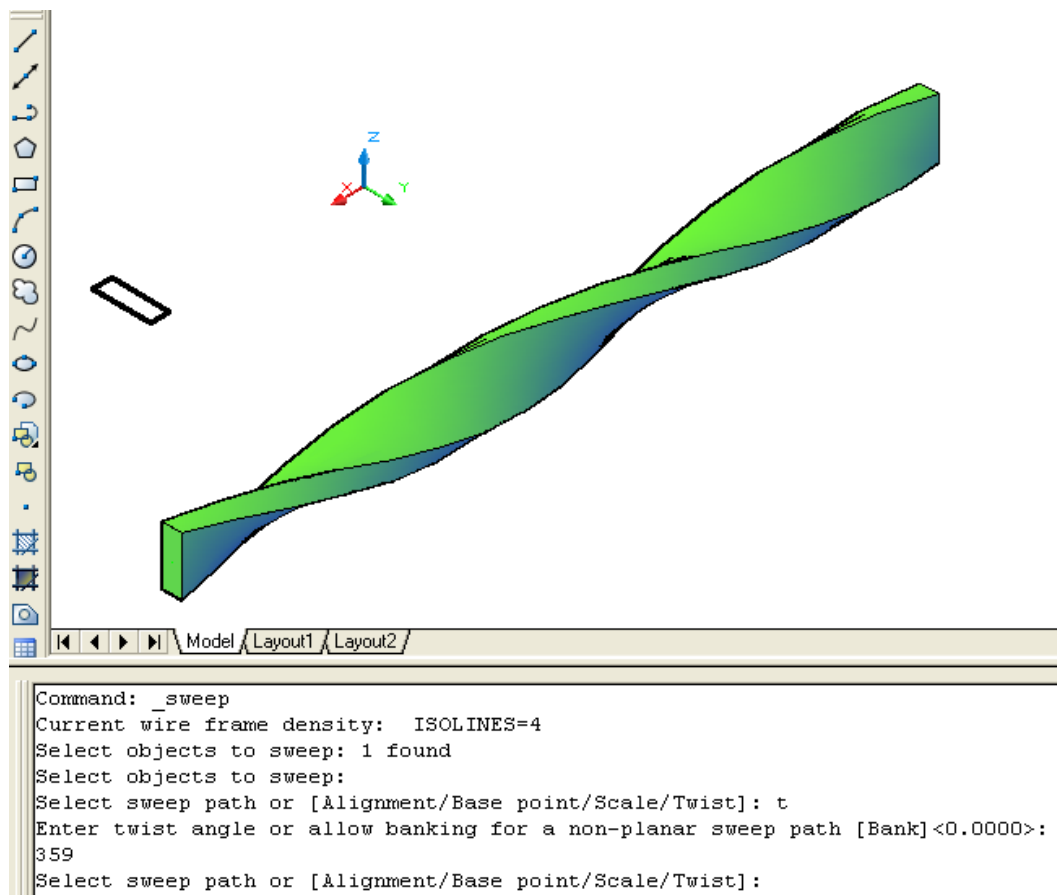 Z
X
Y
Model
Layout1
Layout2
Command: _sweep
Current wire frame density:  ISOLINES=4
Select objects to sweep: 1 found
Select objects to sweep:
Select sweep path or [Alignment/Base point/Scale/Twist]: t
Enter twist angle or allow banking for a non-planar sweep path [Bank]<0.0000>:
359
Select sweep path or [Alignment/Base point/Scale/Twist]: